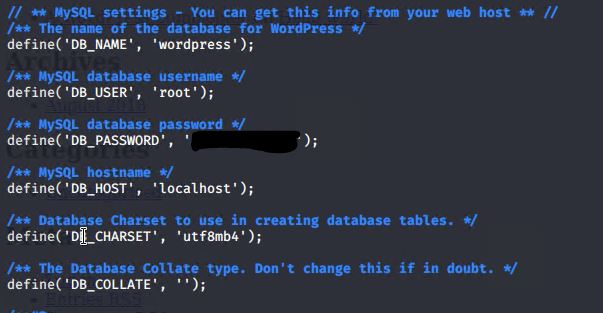 // ** MySQL settings - You can get this info from your web host ** //
/** The name of the database for WordPress */
define('DB_NAME', 'wordpress');
/** MySQL database username */
define('DB_USER', 'root');
/** MySQL database password */
define('DB_PASSWORD', '');
/** MySQL hostname */
define('DB_HOST', 'localhost');
/** Database Charset to use in creating database tables. */
define('DB_CHARSET', 'utf8mb4');
/** The Database Collate type. Don't change this if in doubt. */
define('DB_COLLATE', '');
Archives
August 2018
Categories
Entries RSS